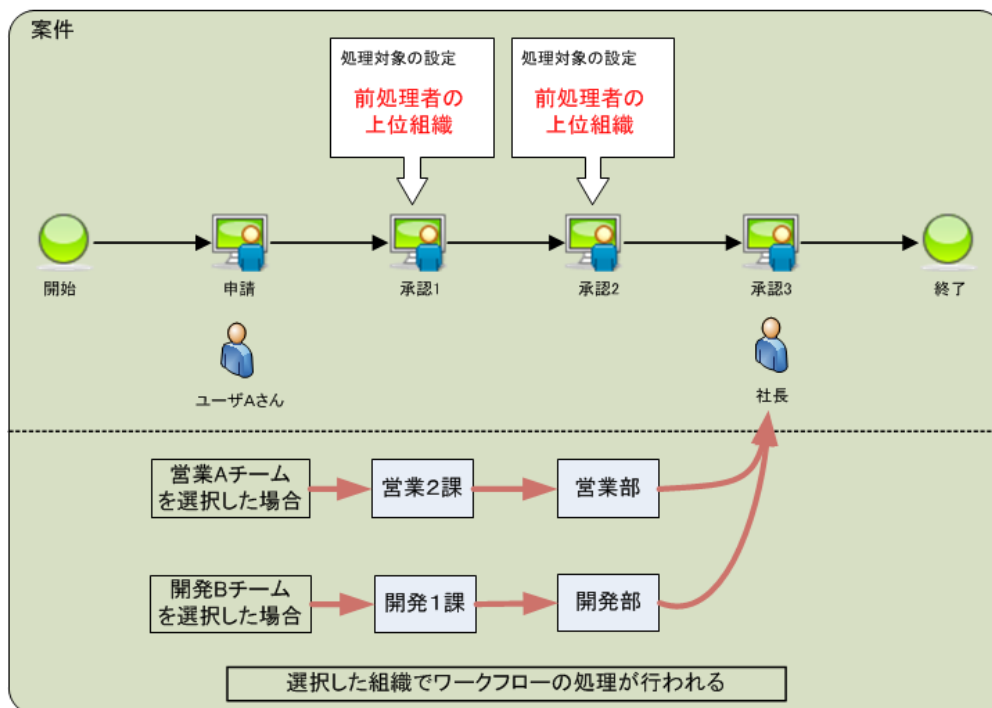 案件
処理対象の設定
前処理者の
上位組織
処理対象の設定
前処理者の
上位組織
開始
申請
承認1
承認2
承認3
終了
ユーザAさん
社長
営業Aチーム
を選択した場合
営業2課
営業部
開発Bチーム
を選択した場合
開発1課
開発部
選択した組織でワークフローの処理が行われる